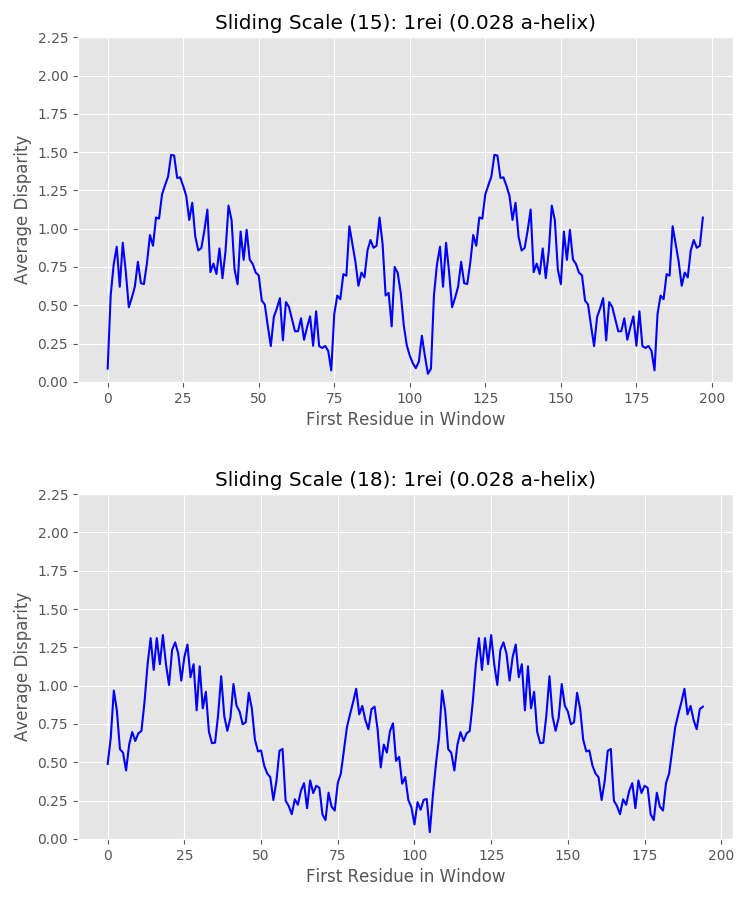 Sliding Scale (15): 1rei (0.028 a-helix)
2.25
2.00
1.75
1.50
1.25
1.00
0.75
0.50
0.25
0.00
Average Disparity
0 25 50 75 100 125 150 175 200
First Residue in Window
Sliding Scale (18): 1rei (0.028 a-helix)
2.25
2.00
1.75
1.50
1.25
1.00
0.75
0.50
0.25
0.00
Average Disparity
0 25 50 75 100 125 150 175 200
First Residue in Window